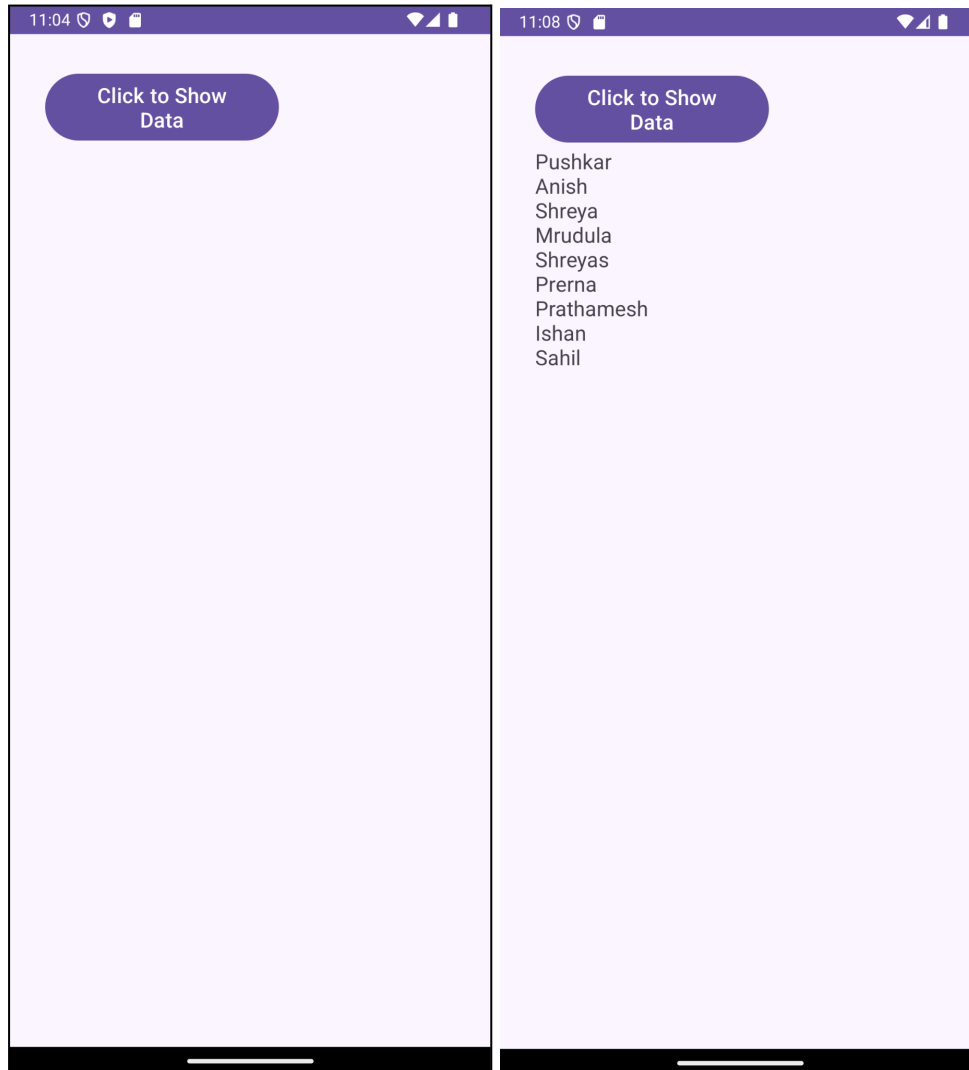 11:04
Click to Show
Data
11:08
Click to Show
Data
Pushkar
Anish
Shreya
Mrudula
Shreyas
Prerna
Prathamesh
Ishan
Sahil